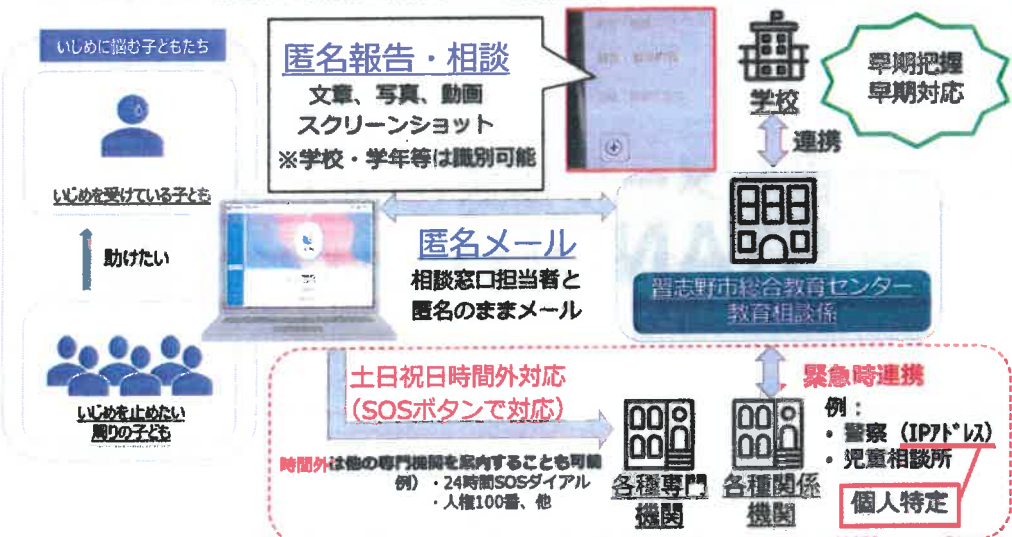 いじめに悩む子どもたち
いじめを受けている子ども
助けたい
いじめを止めたい
周りの子ども
匿名報告・相談
文章、写真、動画
スクリーンショット
※学校・学年等は識別可能
匿名メール
相談窓口担当者と
匿名のままメール
学校
早期把握
早期対応
連携
習志野市総合教育センター
教育相談係
土日祝日時間外対応
(SOSボタンで対応)
時間外は他の専門機関を案内することも可能
例)・24時間SOSダイアル
・人権100番、他
各種専門
機関
各種関係
機関
緊急時連携
例:
・警察(IPアドレス)
・児童相談所
個人特定